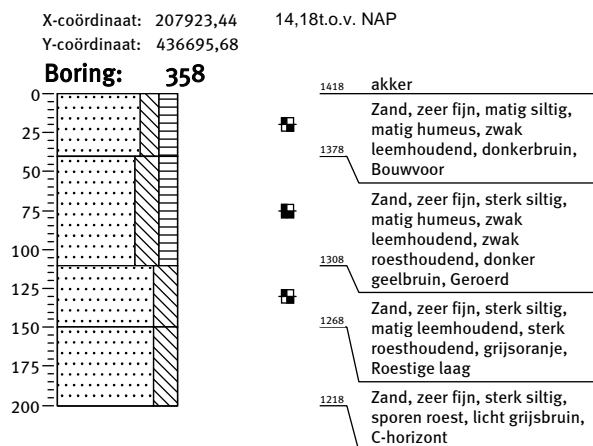 X-coördinaat: 207923,44 14,18t.o.v. NAP
Y-coördinaat: 436695,68
Boring: 358
0
25
50
75
100
125
150
175
200
1418 akker
Zand, zeer fijn, matig siltig,
matig humeus, zwak
leemhoudend, donkerbruin,
Bouwvoor
1378
Zand, zeer fijn, sterk siltig,
matig humeus, zwak
leemhoudend, zwak
roesthoudend, donker
geelbruin, Geroerd
1308
Zand, zeer fijn, sterk siltig,
matig leemhoudend, sterk
roesthoudend, grijsoranje,
Roestige laag
1268
Zand, zeer fijn, sterk siltig,
sporen roest, licht grijsbruin,
C-horizont
1218